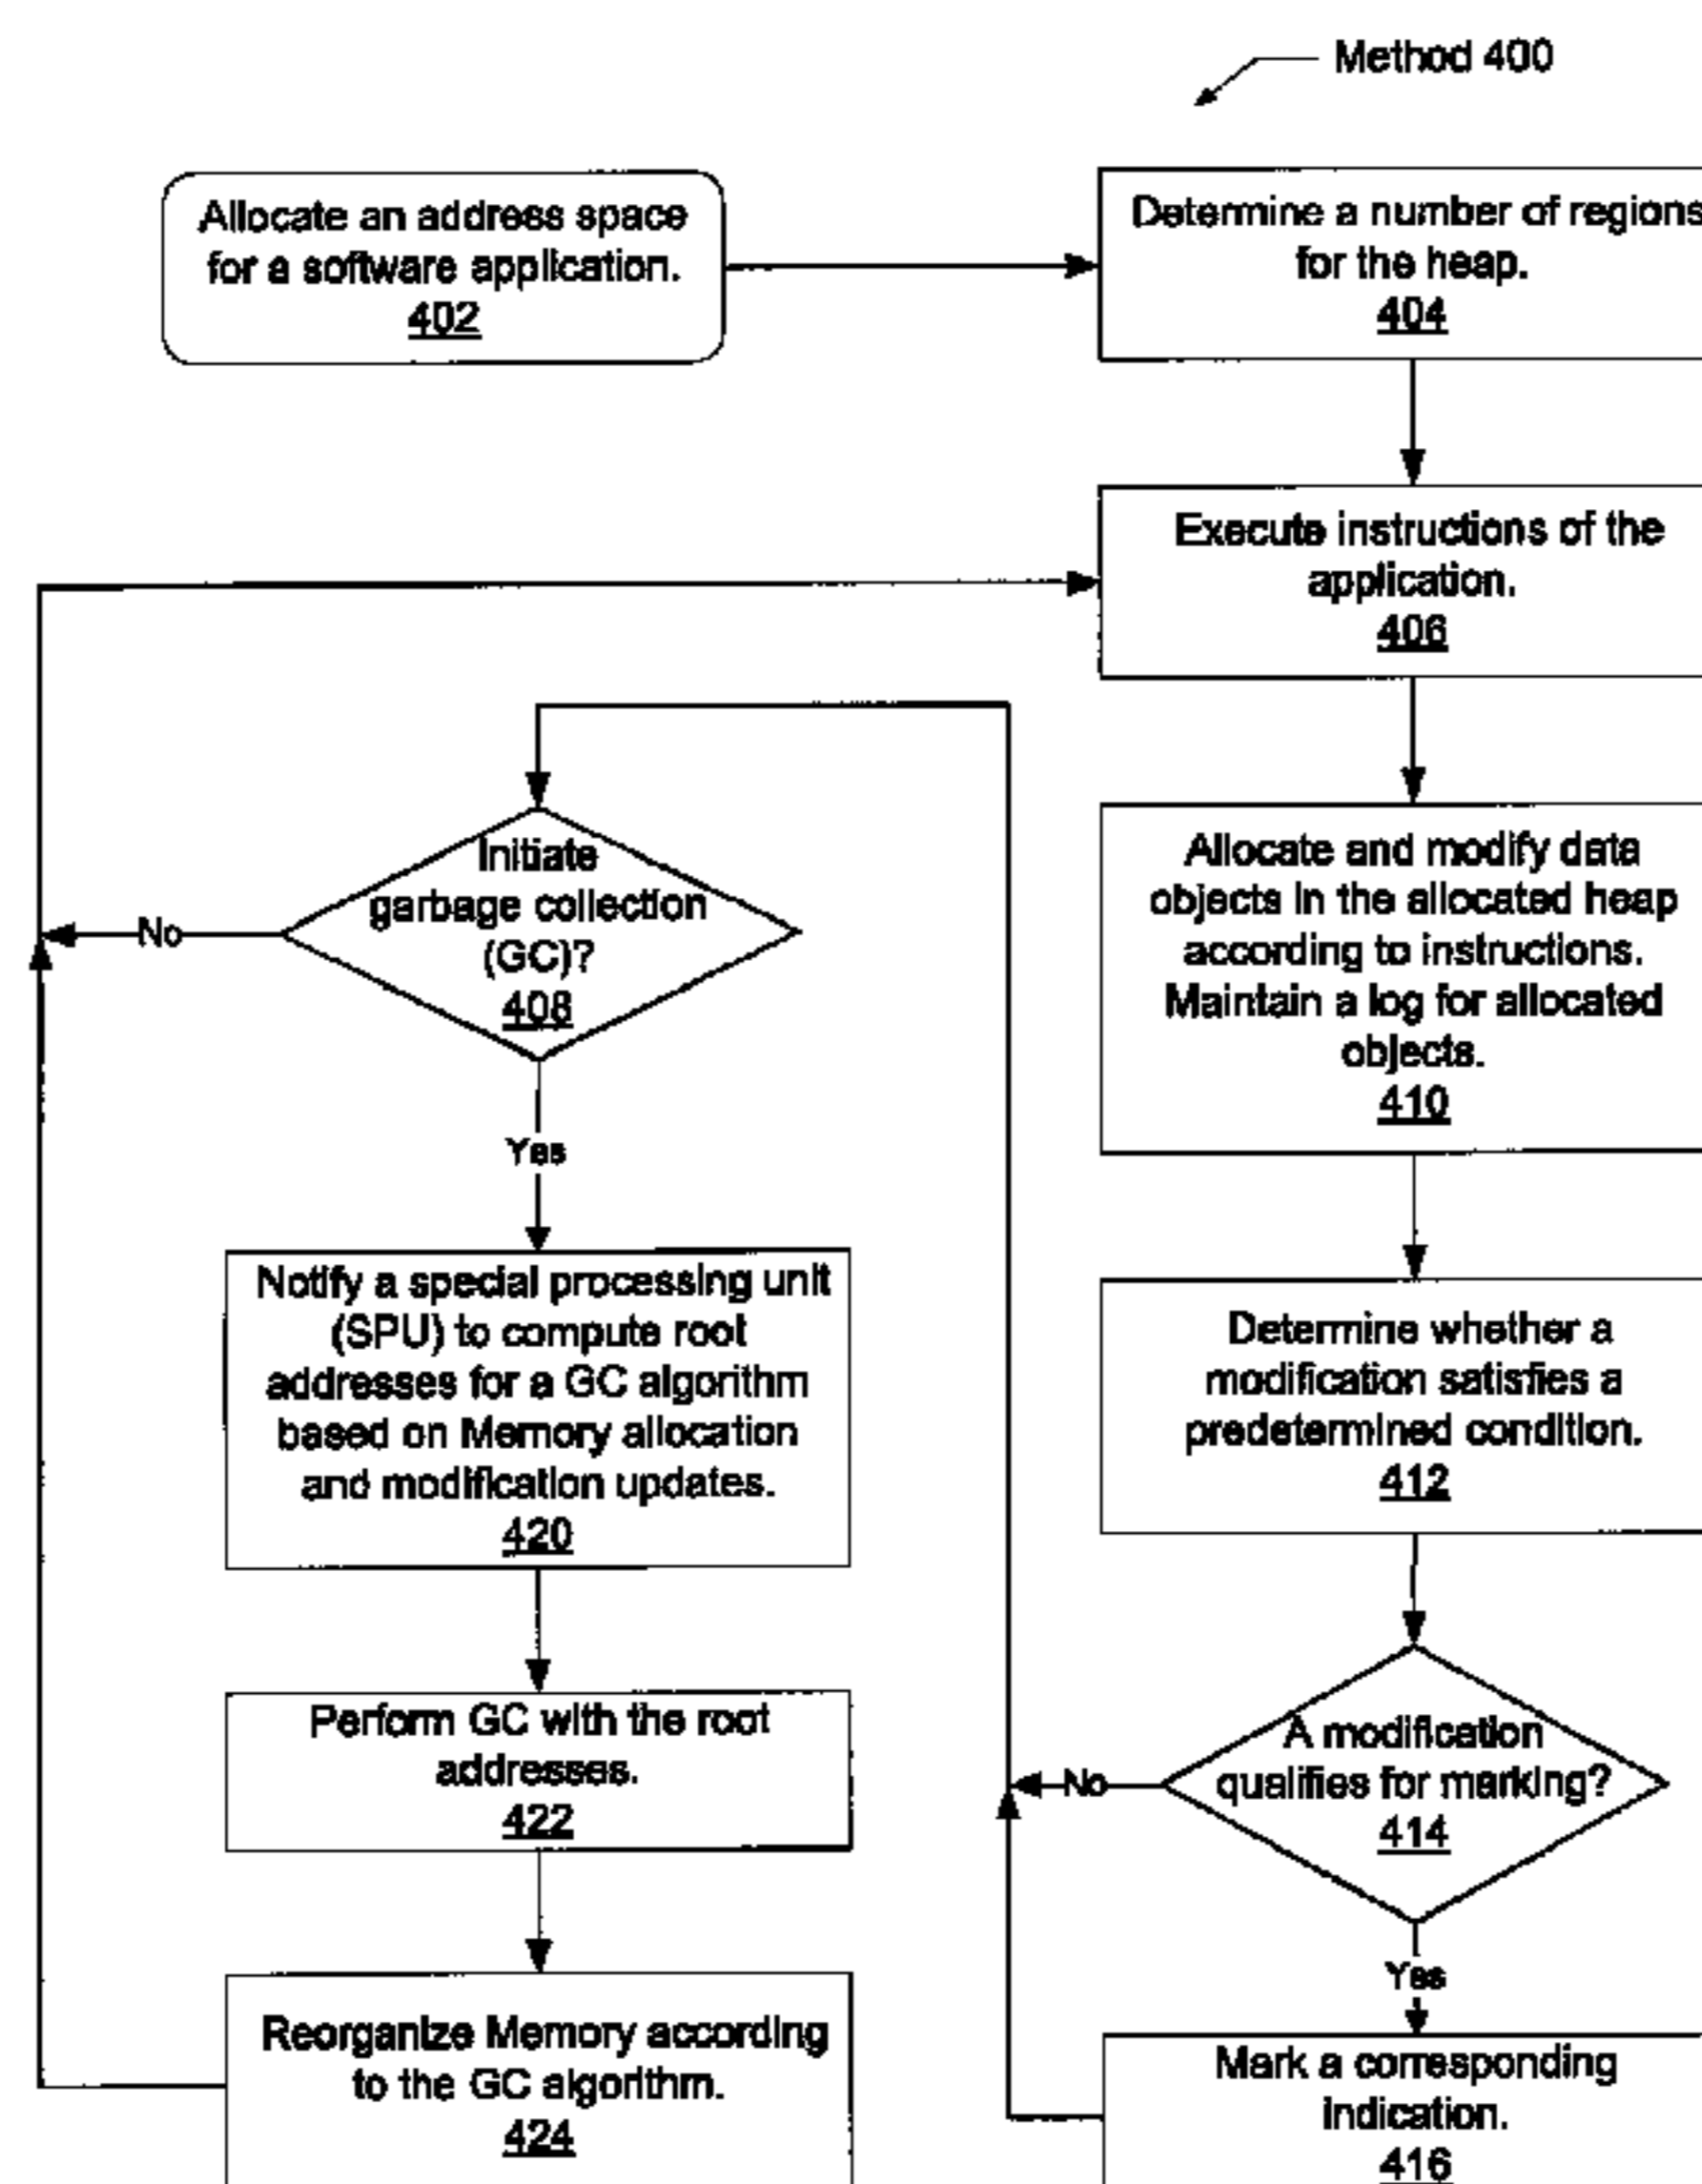 Method 400
Allocate an address space
for a software application.
402
Determine a number of regions
for the heap.
404
Execute instructions of the
application.
406
Initiate
garbage collection
(GC)?
408
No
Yes
Allocate and modify data
objects in the allocated heap
according to instructions.
Maintain a log for allocated
objects.
410
Notify a special processing unit
(SPU) to compute root
addresses for a GC algorithm
based on Memory allocation
and modification updates.
420
Determine whether a
modification satisfies a
predetermined condition.
412
Perform GC with the root
addresses.
422
A modification
qualifies for marking?
414
No
Yes
Reorganize Memory according
to the GC algorithm.
424
Mark a corresponding
indication.
416